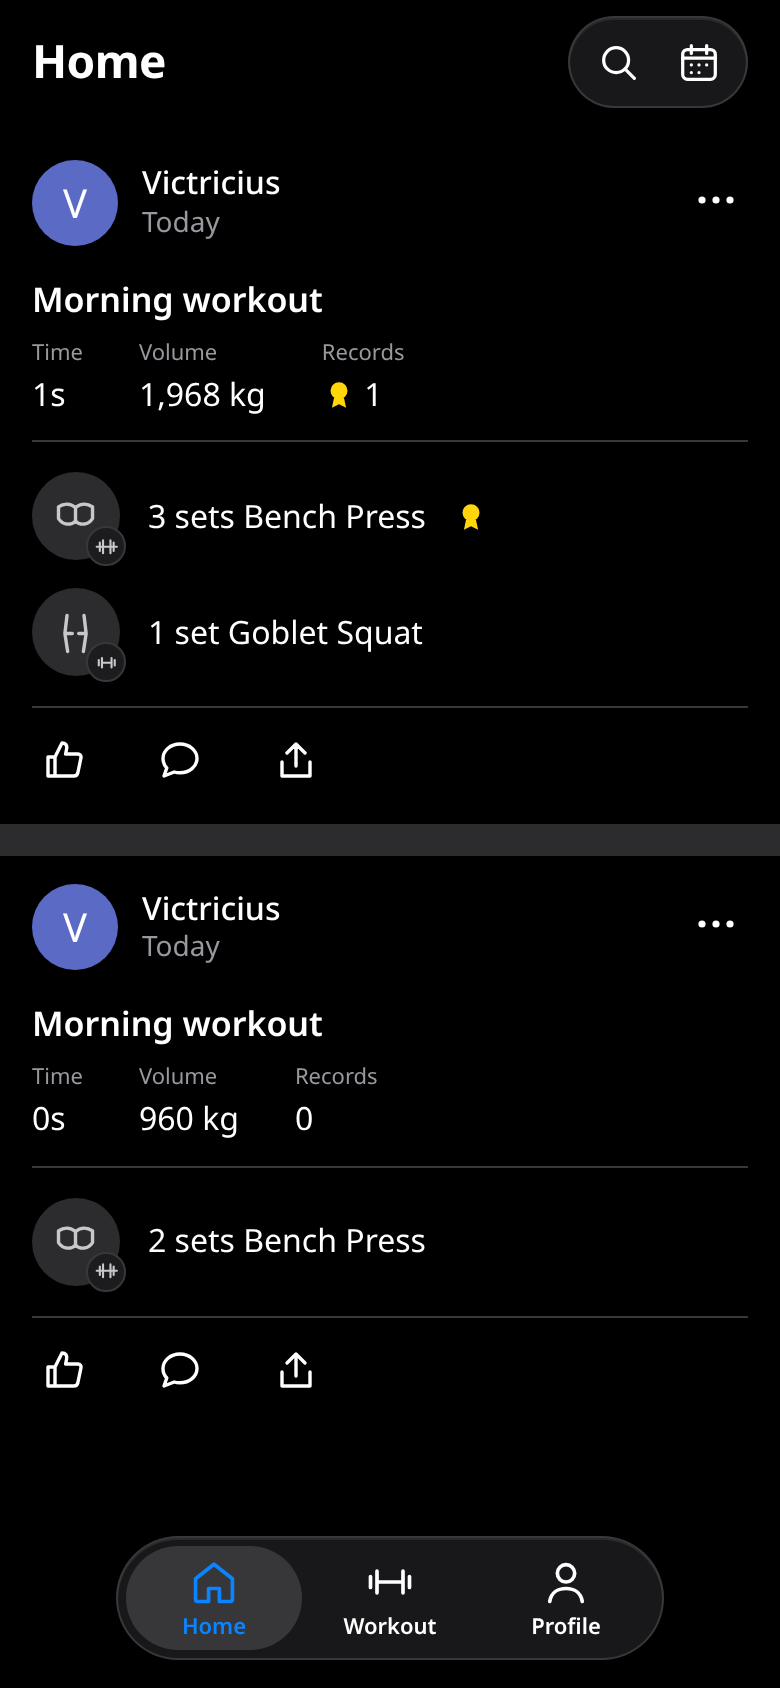 Home
V
Victricius
Today
Morning workout
Time Volume Records
1s 1,968 kg 1
3 sets Bench Press
1 set Goblet Squat
V
Victricius
Today
Morning workout
Time Volume Records
0s 960 kg 0
2 sets Bench Press
Home Workout Profile